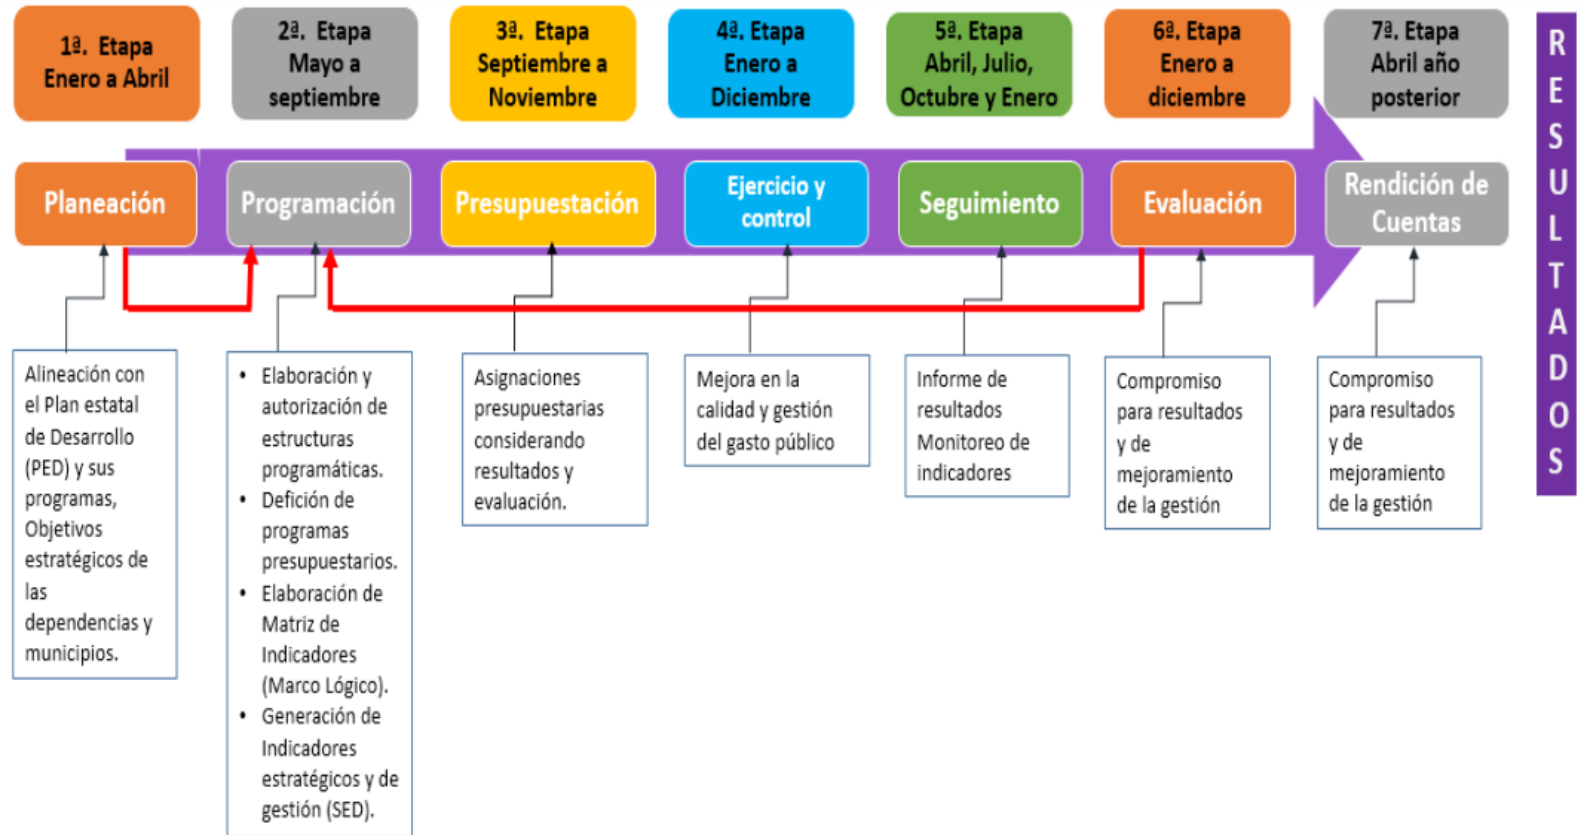 1ª. Etapa
Enero a Abril
2ª. Etapa
Mayo a
septiembre
3ª. Etapa
Septiembre a
Noviembre
4ª. Etapa
Enero a
Diciembre
5ª. Etapa
Abril, Julio,
Octubre y Enero
6ª. Etapa
Enero a
diciembre
7ª. Etapa
Abril año
posterior
Planeación
Programación
Presupuestación
Ejercicio y
control
Seguimiento
Evaluación
Rendición de
Cuentas
Alineación con
el Plan estatal
de Desarrollo
(PED) y sus
programas,
Objetivos
estratégicos de
las
dependencias y
municipios.
• Elaboración y
autorización de
estructuras
programáticas.
• Defición de
programas
presupuestarios.
• Elaboración de
Matriz de
Indicadores
(Marco Lógico).
• Generación de
Indicadores
estratégicos y de
gestión (SED).
Asignaciones
presupuestarias
considerando
resultados y
evaluación.
Mejora en la
calidad y gestión
del gasto público
Informe de
resultados
Monitoreo de
indicadores
Compromiso
para resultados
y de
mejoramiento
de la gestión
Compromiso
para resultados
y de
mejoramiento
de la gestión
RESULTADOS